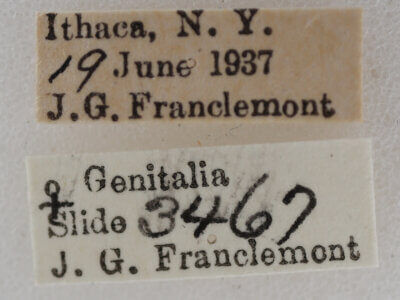 Ithaca, N. Y.
19 June 1937
J.G. Franclemont
♀ Genitalia
Slide 3467
J. G. Franclemont